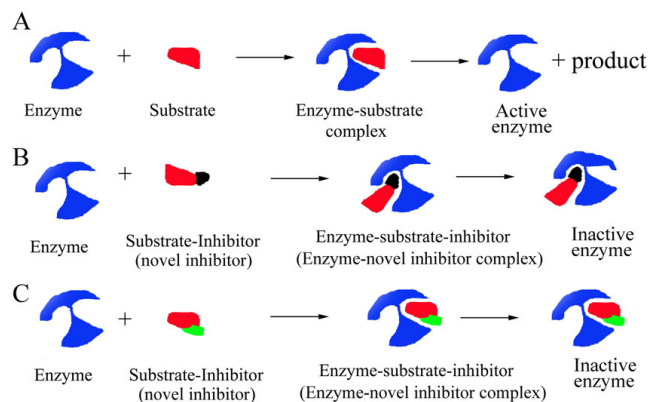 A
+
+ product
Enzyme
Substrate
Enzyme-substrate
complex
Active
enzyme
B
+
Enzyme
Substrate-Inhibitor
(novel inhibitor)
Enzyme-substrate-inhibitor
(Enzyme-novel inhibitor complex)
Inactive
enzyme
C
+
Enzyme
Substrate-Inhibitor
(novel inhibitor)
Enzyme-substrate-inhibitor
(Enzyme-novel inhibitor complex)
Inactive
enzyme